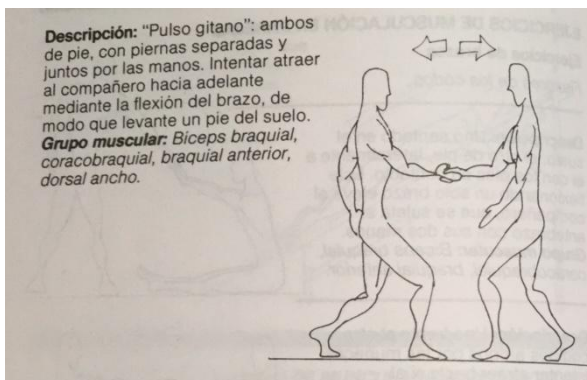 Descripción: “Pulso gitano”: ambos
de pie, con piernas separadas y
juntos por las manos. Intentar atraer
al compañero hacia adelante
mediante la flexión del brazo, de
modo que levante un pie del suelo.
Grupo muscular: Biceps braquial,
coracobraquial, braquial anterior,
dorsal ancho.